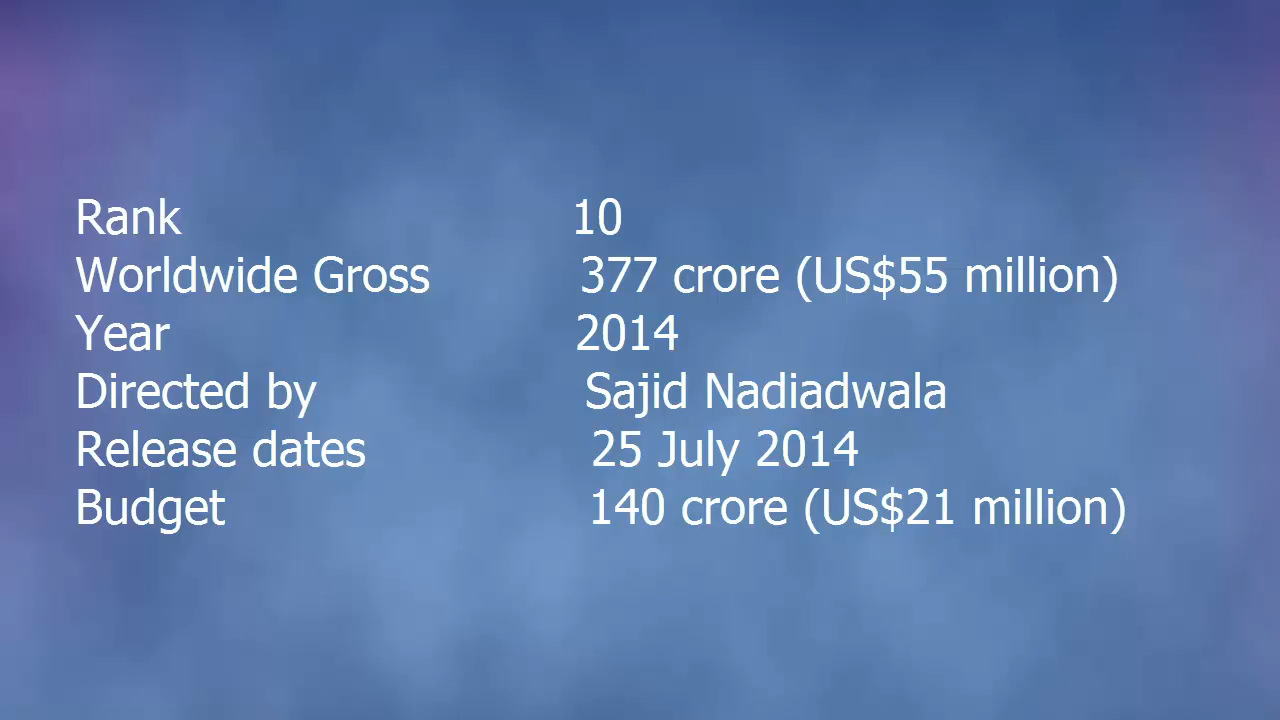 Rank 10
Worldwide Gross 377 crore (US$55 million)
Year 2014
Directed by Sajid Nadiadwala
Release dates 25 July 2014
Budget 140 crore (US$21 million)